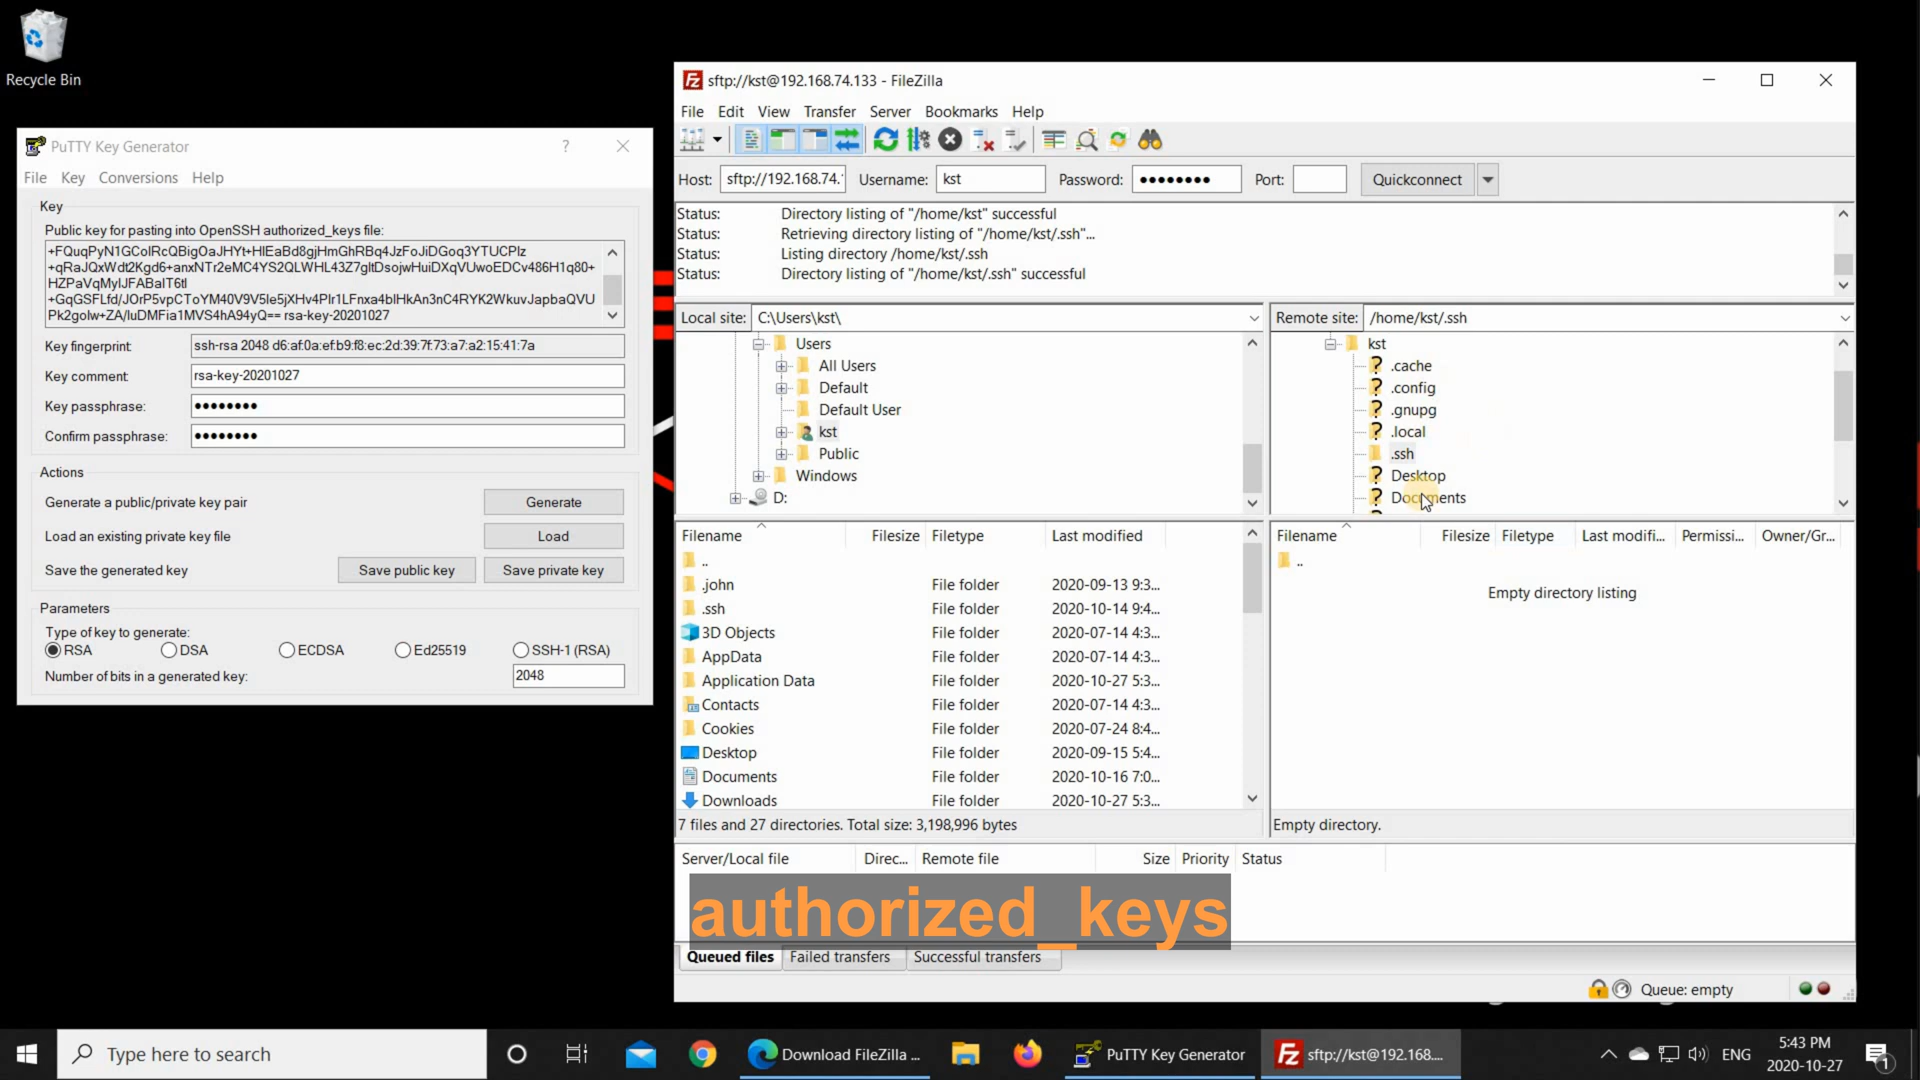 Recycle Bin
PuTTY Key Generator
?
File Key Conversions Help
Key
Public key for pasting into OpenSSH authorized_keys file:
+FQuqPyN1GColRcQBigOaJHYt+HIEaBd8gjHmGhRBq4JzFoJiDGoq3YTUCPlz
+qRaJQxWdt2Kgd6+anxNTr2eMC4YS2QLWHL43Z7gltDsojwHuiDXqVUwoEDCv486H1q80+
HZPaVqMylJFABaIT6tl
+GqGSFLfd/JOrP5vpCToYM40V9V5Ie5jXHv4Plr1LFnxa4blHkAn3nC4RYK2WkuvJapbaQVU
Pk2golw+ZA/luDMFia1MVS4hA94yQ== rsa-key-20201027
Key fingerprint: ssh-rsa 2048 d6:af:0a:ef:b9:f8:ec:2d:39:7f:73:a7:a2:15:41:7a
Key comment: rsa-key-20201027
Key passphrase: ●●●●●●●●
Confirm passphrase: ●●●●●●●●
Actions
Generate a public/private key pair Generate
Load an existing private key file Load
Save the generated key Save public key Save private key
Parameters
Type of key to generate:
RSA DSA ECDSA Ed25519 SSH-1 (RSA)
Number of bits in a generated key: 2048
sftp://kst@192.168.74.133 - FileZilla
File Edit View Transfer Server Bookmarks Help
Host: sftp://192.168.74. Username: kst Password: ●●●●●●●● Port: Quickconnect
Status: Directory listing of "/home/kst" successful
Status: Retrieving directory listing of "/home/kst/.ssh"...
Status: Listing directory /home/kst/.ssh
Status: Directory listing of "/home/kst/.ssh" successful
Local site: C:\Users\kst\
Users
All Users
Default
Default User
kst
Public
Windows
D:
Filename Filesize Filetype Last modified
..
.john File folder 2020-09-13 9:3...
.ssh File folder 2020-10-14 9:4...
3D Objects File folder 2020-07-14 4:3...
AppData File folder 2020-07-14 4:3...
Application Data File folder 2020-10-27 5:3...
Contacts File folder 2020-07-14 4:3...
Cookies File folder 2020-07-24 8:4...
Desktop File folder 2020-09-15 5:4...
Documents File folder 2020-10-16 7:0...
Downloads File folder 2020-10-27 5:3...
7 files and 27 directories. Total size: 3,198,996 bytes
Remote site: /home/kst/.ssh
kst
? .cache
? .config
? .gnupg
? .local
.ssh
? Desktop
? Documents
Filename Filesize Filetype Last modifi... Permissi... Owner/Gr...
..
Empty directory listing
Empty directory.
Server/Local file Direc... Remote file Size Priority Status
authorized_keys
Queued files Failed transfers Successful transfers
Queue: empty
Type here to search
Download FileZilla ...
PuTTY Key Generator
sftp://kst@192.168....
ENG
5:43 PM
2020-10-27
1